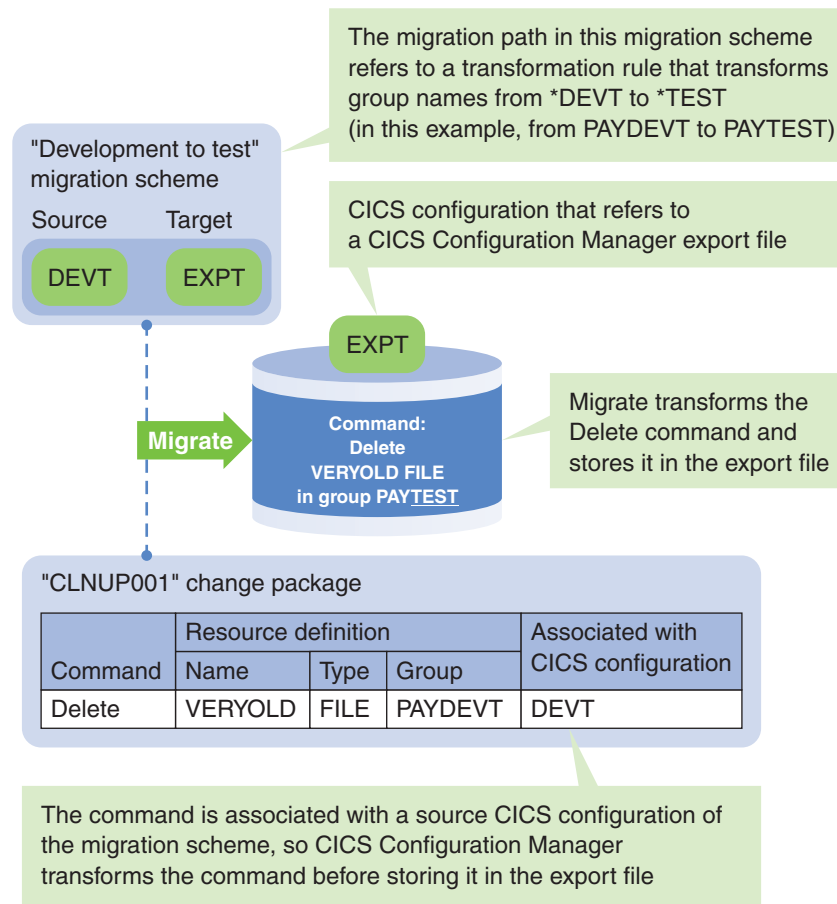 The migration path in this migration scheme
refers to a transformation rule that transforms
group names from *DEVT to *TEST
(in this example, from PAYDEVT to PAYTEST)
"Development to test"
migration scheme
Source Target
DEVT EXPT
CICS configuration that refers to
a CICS Configuration Manager export file
EXPT
Migrate
Command:
Delete
VERYOLD FILE
in group PAYTEST
Migrate transforms the
Delete command and
stores it in the export file
"CLNUP001" change package
Resource definition Associated with
Command Name Type Group CICS configuration
Delete VERYOLD FILE PAYDEVT DEVT
The command is associated with a source CICS configuration of
the migration scheme, so CICS Configuration Manager
transforms the command before storing it in the export file